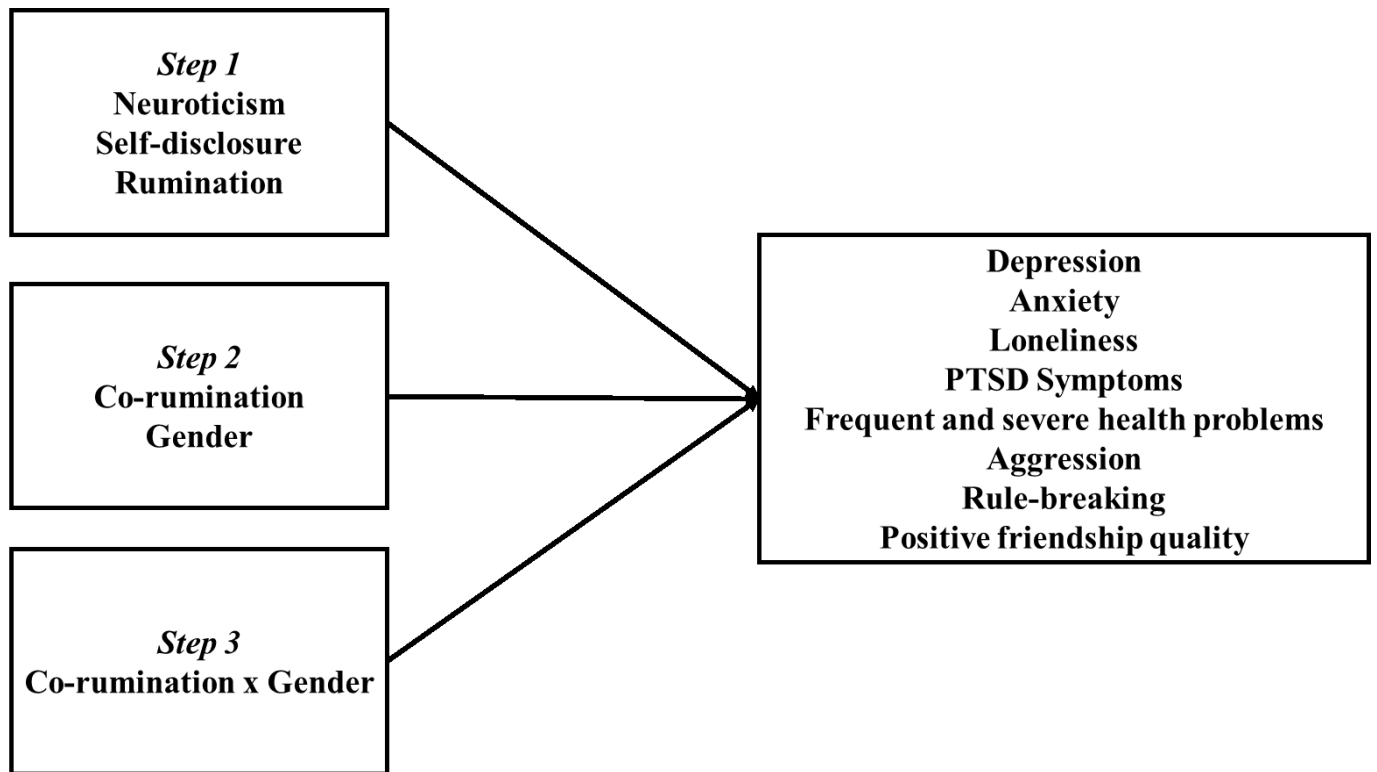 Step 1
Neuroticism
Self-disclosure
Rumination
Step 2
Co-rumination
Gender
Step 3
Co-rumination x Gender
Depression
Anxiety
Loneliness
PTSD Symptoms
Frequent and severe health problems
Aggression
Rule-breaking
Positive friendship quality